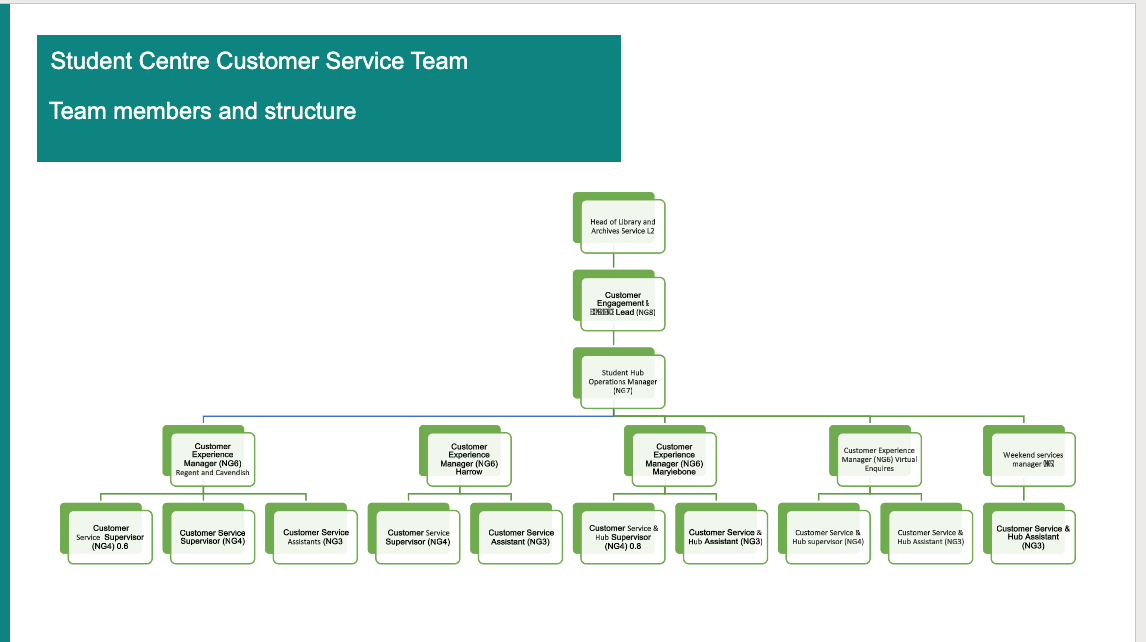 Student Centre Customer Service Team
Team members and structure
Head of Library and
Archives Service L2
Customer
Engagement &
Lead (NG8)
Student Hub
Operations Manager
(NG7)
Customer
Experience
Manager (NG6)
Regent and Cavendish
Customer
Experience
Manager (NG6)
Harrow
Customer
Experience
Manager (NG6)
Marylebone
Customer Experience
Manager (NG6) Virtual
Enquires
Weekend services
manager
Customer
Service Supervisor
(NG4) 0.6
Customer Service
Supervisor (NG4)
Customer Service
Assistants (NG3
Customer Service
Supervisor (NG4)
Customer Service
Assistant (NG3)
Customer Service &
Hub Supervisor
(NG4) 0.8
Customer Service &
Hub Assistant (NG3)
Customer Service &
Hub supervisor (NG4)
Customer Service &
Hub Assistant (NG3)
Customer Service &
Hub Assistant
(NG3)